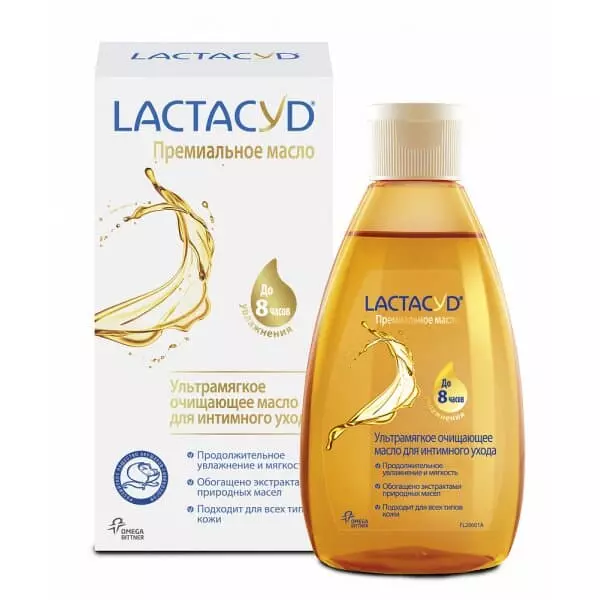 LACTACYD®
Премиальное масло
До
8 часов
увлажнения
Ультрамягкое
очищающее масло
для интимного ухода
Продолжительное
увлажнение и мягкость
Обогащено экстрактами
природных масел
Подходит для всех типов
кожи
OMEGA
BITTNER
LACTACYD®
Премиальное масло
До
8 часов
увлажнения
Ультрамягкое очищающее
масло для интимного ухода
Продолжительное
увлажнение и мягкость
Обогащено экстрактами
природных масел
Подходит для всех типов
кожи
FL20001A